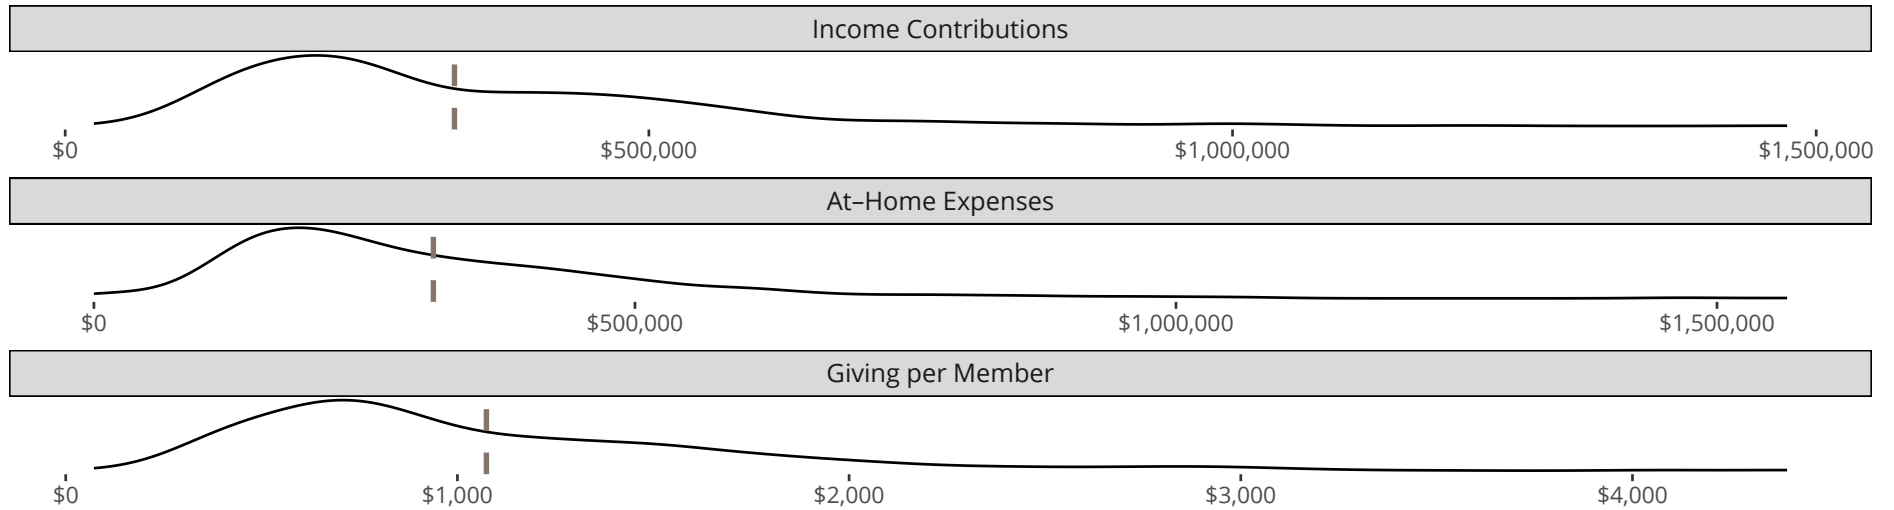 Income Contributions
$0 $500,000 $1,000,000 $1,500,000
At–Home Expenses
$0 $500,000 $1,000,000 $1,500,000
Giving per Member
$0 $1,000 $2,000 $3,000 $4,000